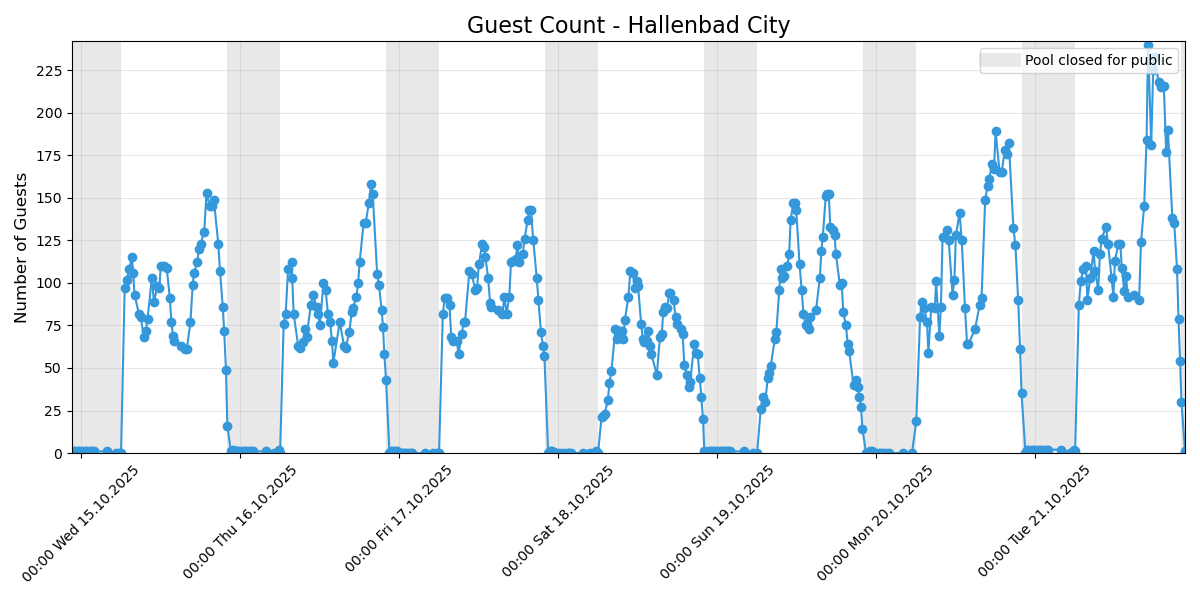 Guest Count - Hallenbad City
Pool closed for public
Number of Guests
225
200
175
150
125
100
75
50
25
0
00:00 Wed 15.10.2025
00:00 Thu 16.10.2025
00:00 Fri 17.10.2025
00:00 Sat 18.10.2025
00:00 Sun 19.10.2025
00:00 Mon 20.10.2025
00:00 Tue 21.10.2025